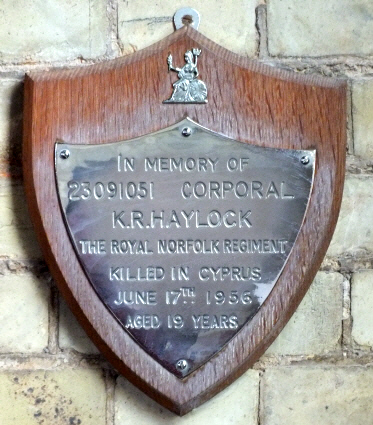 IN MEMORY OF
23091051 CORPORAL
K.R.HAYLOCK
THE ROYAL NORFOLK REGIMENT
KILLED IN CYPRUS
JUNE 17TH 1956
AGED 19 YEARS